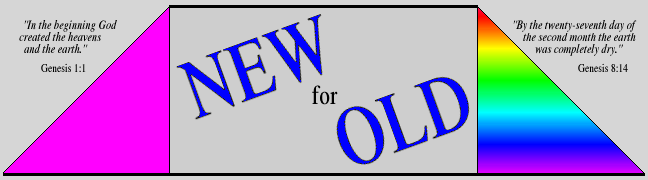 "In the beginning God
created the heavens
and the earth."
Genesis 1:1
NEW
for
OLD
"By the twenty-seventh day of
the second month the earth
was completely dry."
Genesis 8:14